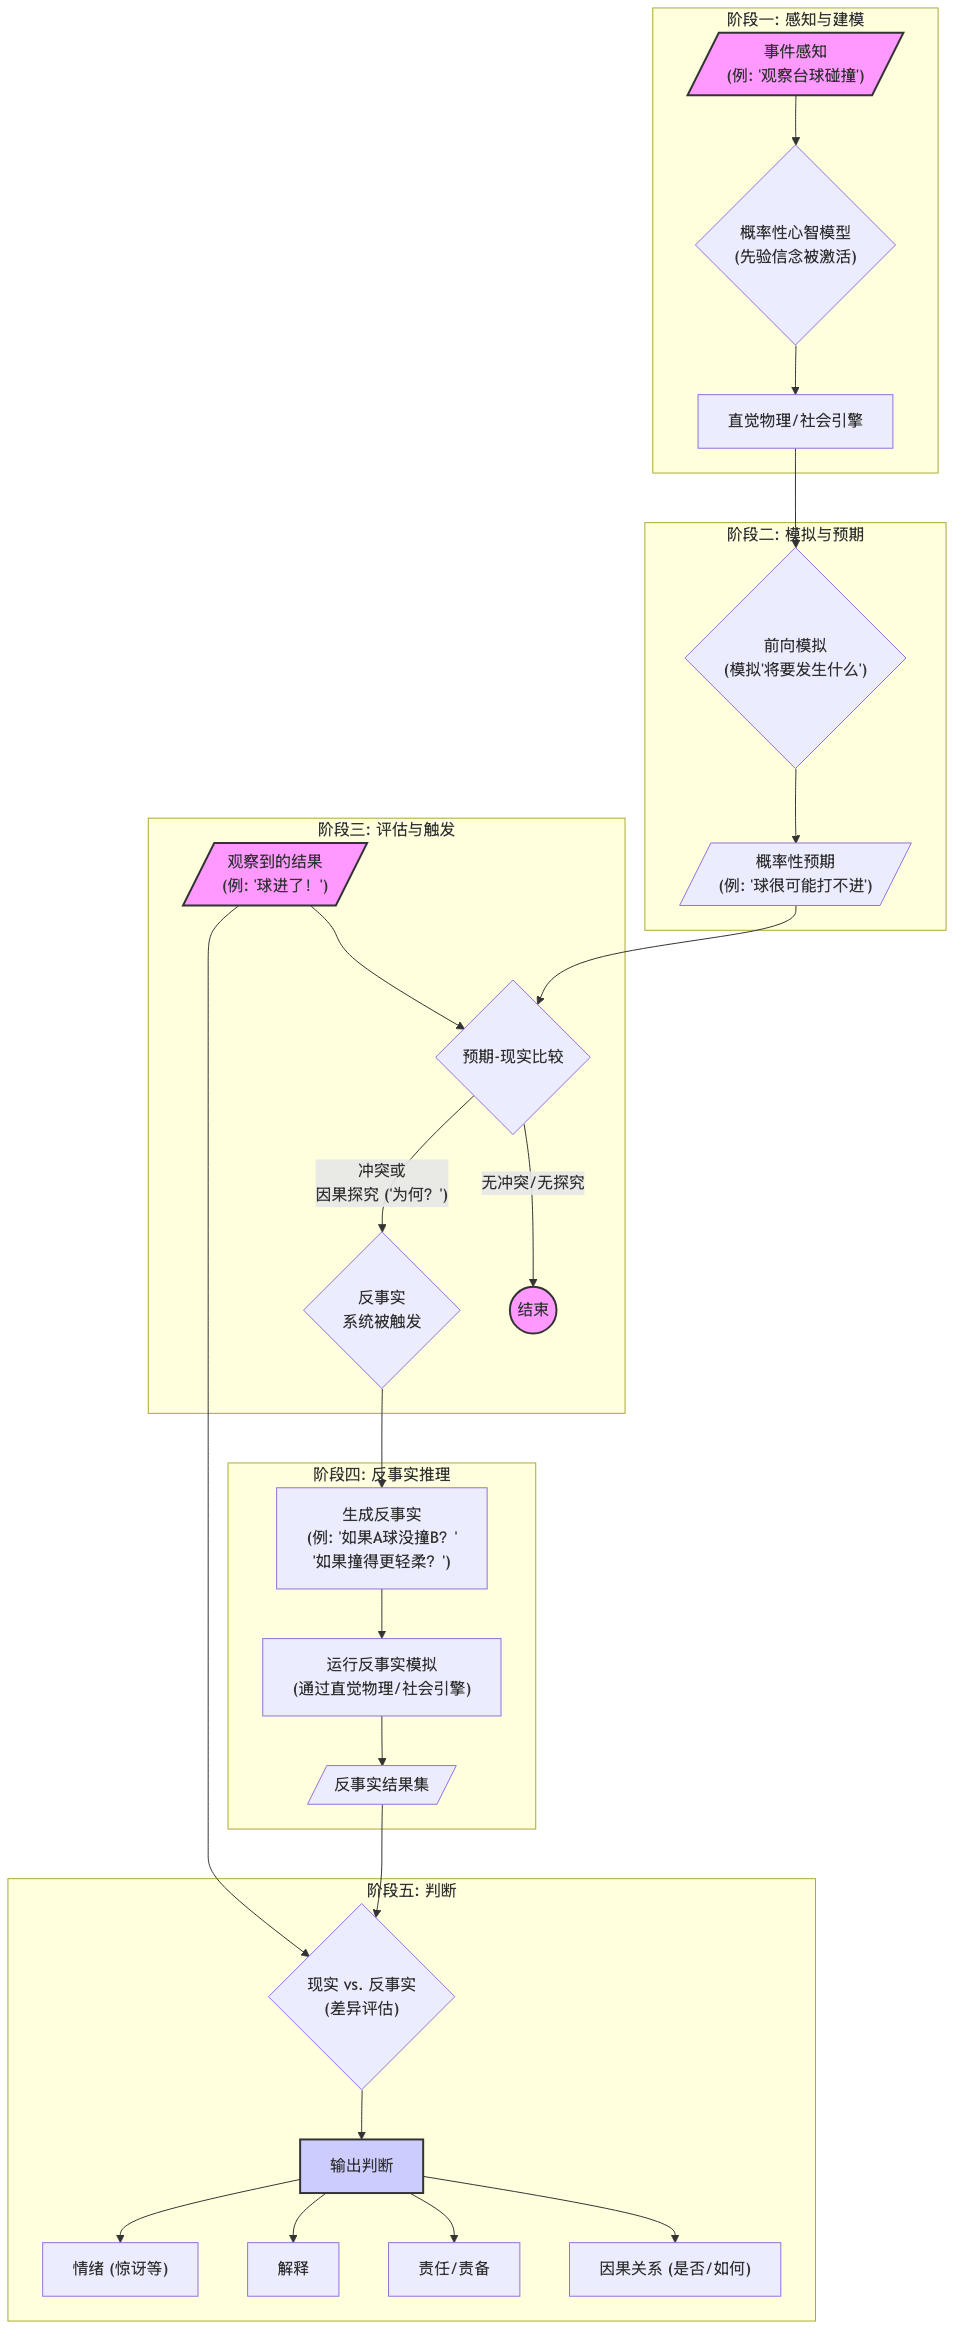 阶段一: 感知与建模
事件感知
(例: '观察台球碰撞')
概率性心智模型
(先验信念被激活)
直觉物理/社会引擎
阶段二: 模拟与预期
前向模拟
(模拟'将要发生什么')
概率性预期
(例: '球很可能打不进')
阶段三: 评估与触发
观察到的结果
(例: '球进了！')
预期-现实比较
冲突或
因果探究 ('为何？')
无冲突/无探究
反事实
系统被触发
结束
阶段四: 反事实推理
生成反事实
(例: '如果A球没撞B？'
'如果撞得更轻柔？')
运行反事实模拟
(通过直觉物理/社会引擎)
反事实结果集
阶段五: 判断
现实 vs. 反事实
(差异评估)
输出判断
情绪 (惊讶等)
解释
责任/责备
因果关系 (是否/如何)